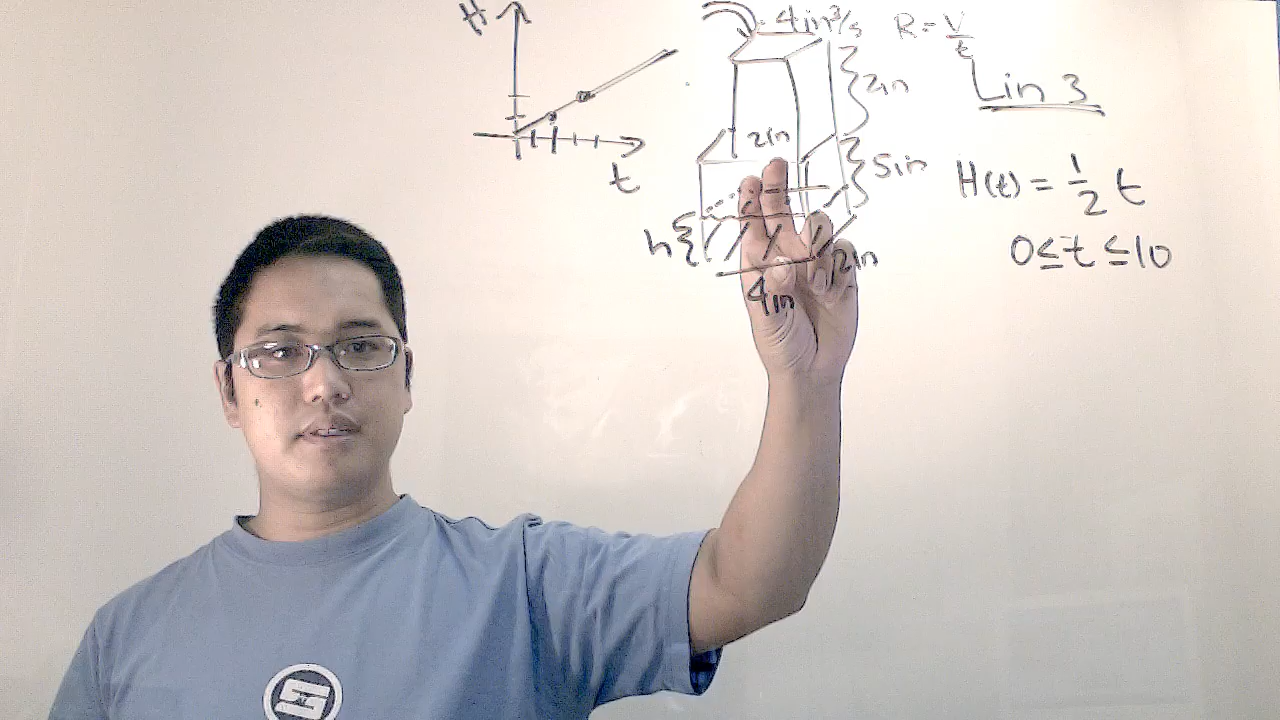 H
t
4in³/s
2in
2in
5in
h
2in
4in
R = V/t
Lin 3
H(t) = 1/2 t
0≤t≤10